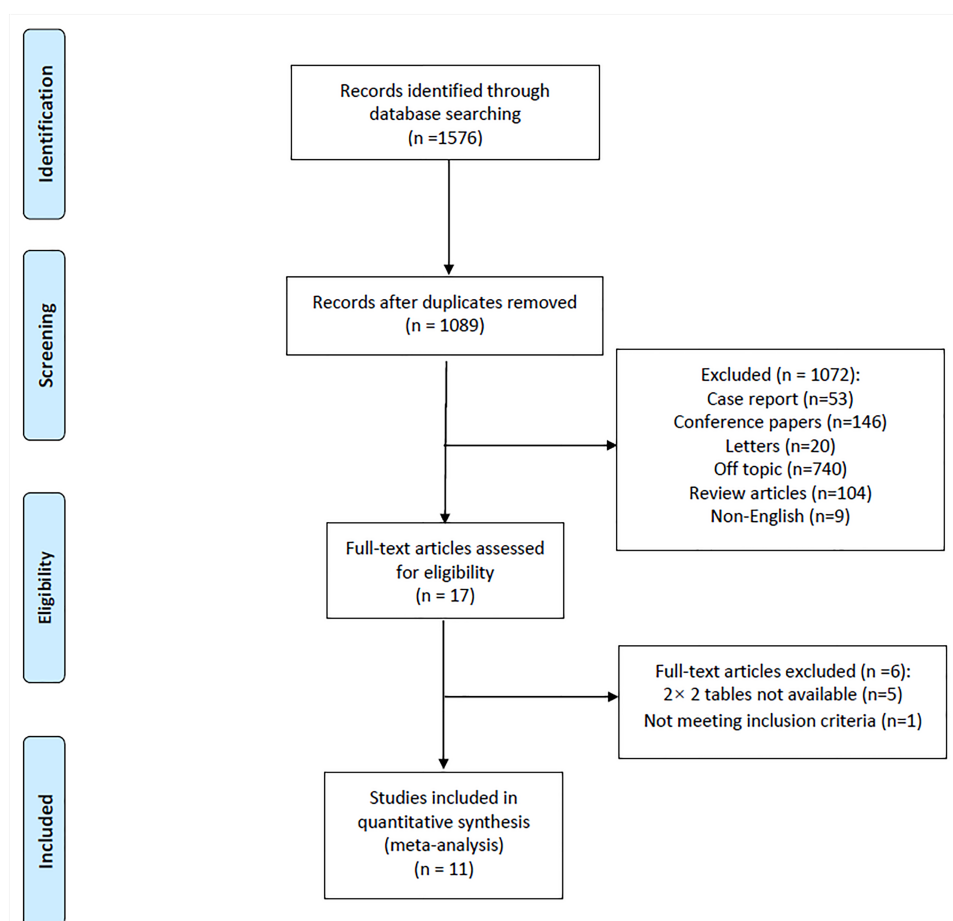 Identification
Records identified through
database searching
(n =1576)
Screening
Records after duplicates removed
(n = 1089)
Excluded (n = 1072):
Case report (n=53)
Conference papers (n=146)
Letters (n=20)
Off topic (n=740)
Review articles (n=104)
Non-English (n=9)
Eligibility
Full-text articles assessed
for eligibility
(n = 17)
Full-text articles excluded (n =6):
2× 2 tables not available (n=5)
Not meeting inclusion criteria (n=1)
Included
Studies included in
quantitative synthesis
(meta-analysis)
(n = 11)